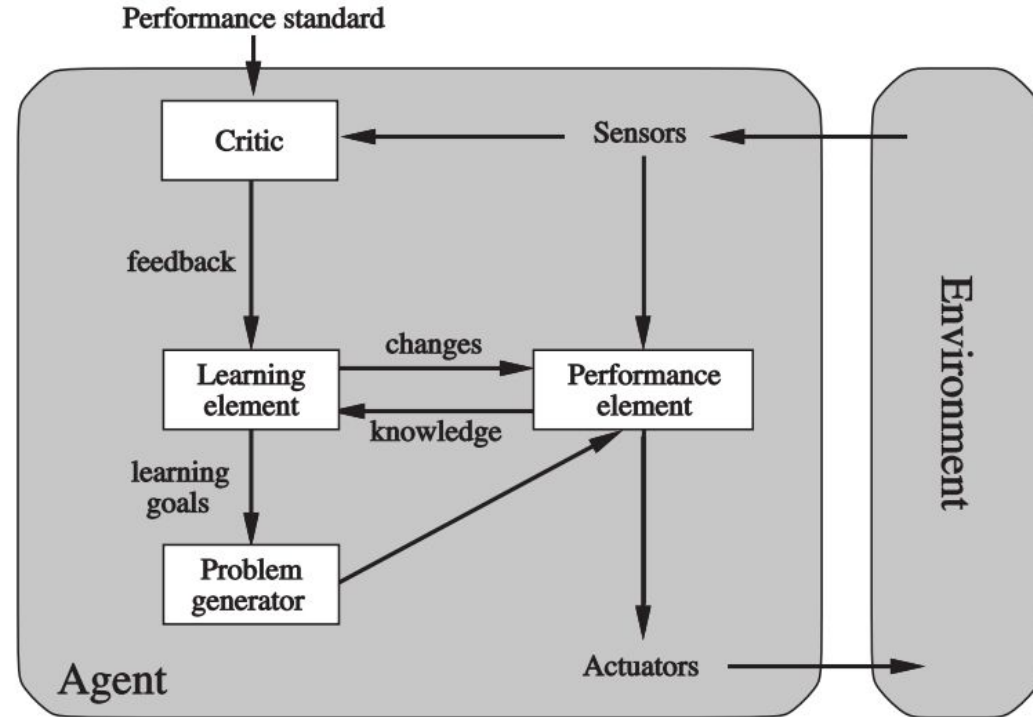 Performance standard
Critic
Sensors
feedback
changes
Learning
element
Performance
element
knowledge
learning
goals
Problem
generator
Actuators
Agent
Environment